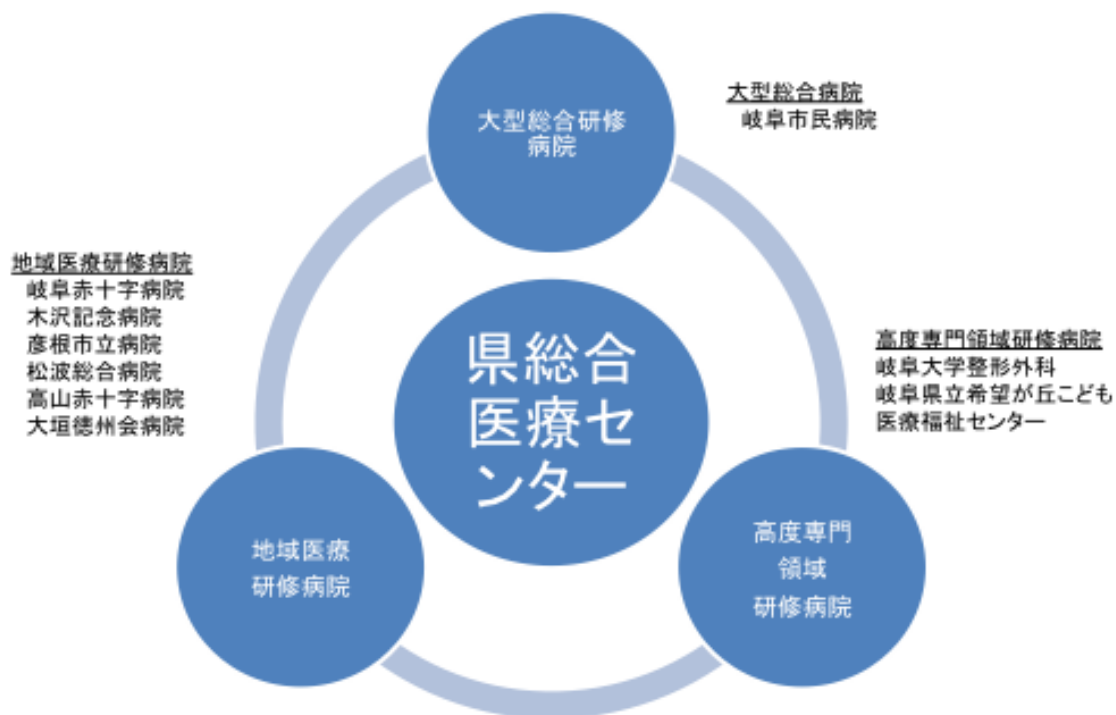 大型総合研修
病院
大型総合病院
岐阜市民病院
地域医療研修病院
岐阜赤十字病院
木沢記念病院
彦根市立病院
松波総合病院
高山赤十字病院
大垣徳州会病院
県総合
医療セ
ンター
高度専門領域研修病院
岐阜大学整形外科
岐阜県立希望が丘こども
医療福祉センター
地域医療
研修病院
高度専門
領域
研修病院